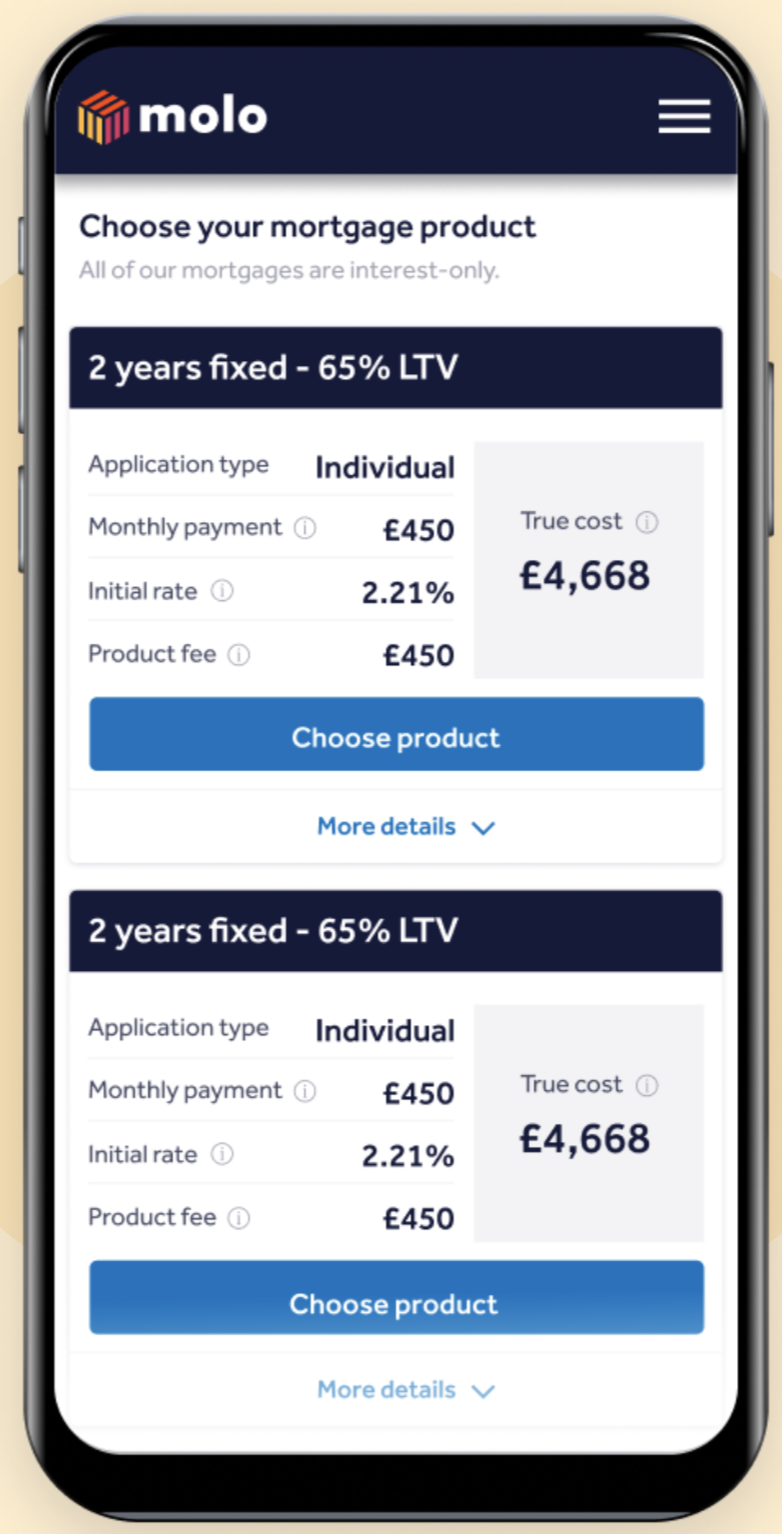 molo
Choose your mortgage product
All of our mortgages are interest-only.
2 years fixed - 65% LTV
Application type Individual
Monthly payment ⓘ £450
Initial rate ⓘ 2.21%
Product fee ⓘ £450
True cost ⓘ
£4,668
Choose product
More details
2 years fixed - 65% LTV
Application type Individual
Monthly payment ⓘ £450
Initial rate ⓘ 2.21%
Product fee ⓘ £450
True cost ⓘ
£4,668
Choose product
More details